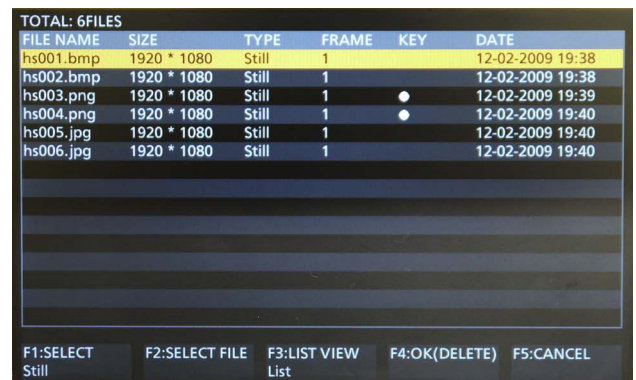 TOTAL: 6FILES
FILE NAME SIZE TYPE FRAME KEY DATE
hs001.bmp 1920 * 1080 Still 1 12-02-2009 19:38
hs002.bmp 1920 * 1080 Still 1 12-02-2009 19:38
hs003.png 1920 * 1080 Still 1 ● 12-02-2009 19:39
hs004.png 1920 * 1080 Still 1 ● 12-02-2009 19:40
hs005.jpg 1920 * 1080 Still 1 12-02-2009 19:40
hs006.jpg 1920 * 1080 Still 1 12-02-2009 19:40
F1:SELECT F2:SELECT FILE F3:LIST VIEW F4:OK(DELETE) F5:CANCEL
Still List